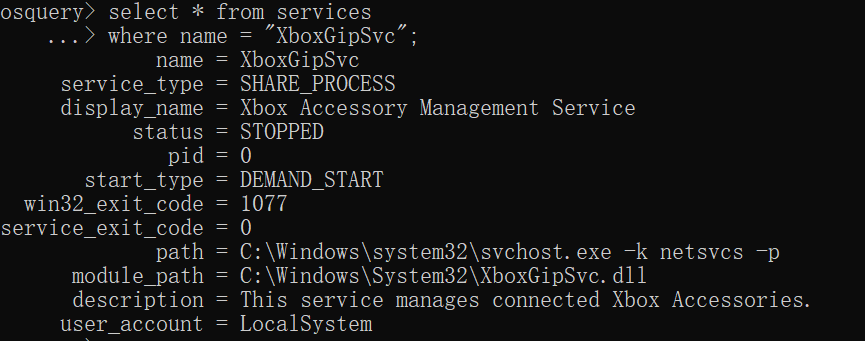 osquery> select * from services
...> where name = "XboxGipSvc";
name = XboxGipSvc
service_type = SHARE_PROCESS
display_name = Xbox Accessory Management Service
status = STOPPED
pid = 0
start_type = DEMAND_START
win32_exit_code = 1077
service_exit_code = 0
path = C:\Windows\system32\svchost.exe -k netsvcs -p
module_path = C:\Windows\System32\XboxGipSvc.dll
description = This service manages connected Xbox Accessories.
user_account = LocalSystem